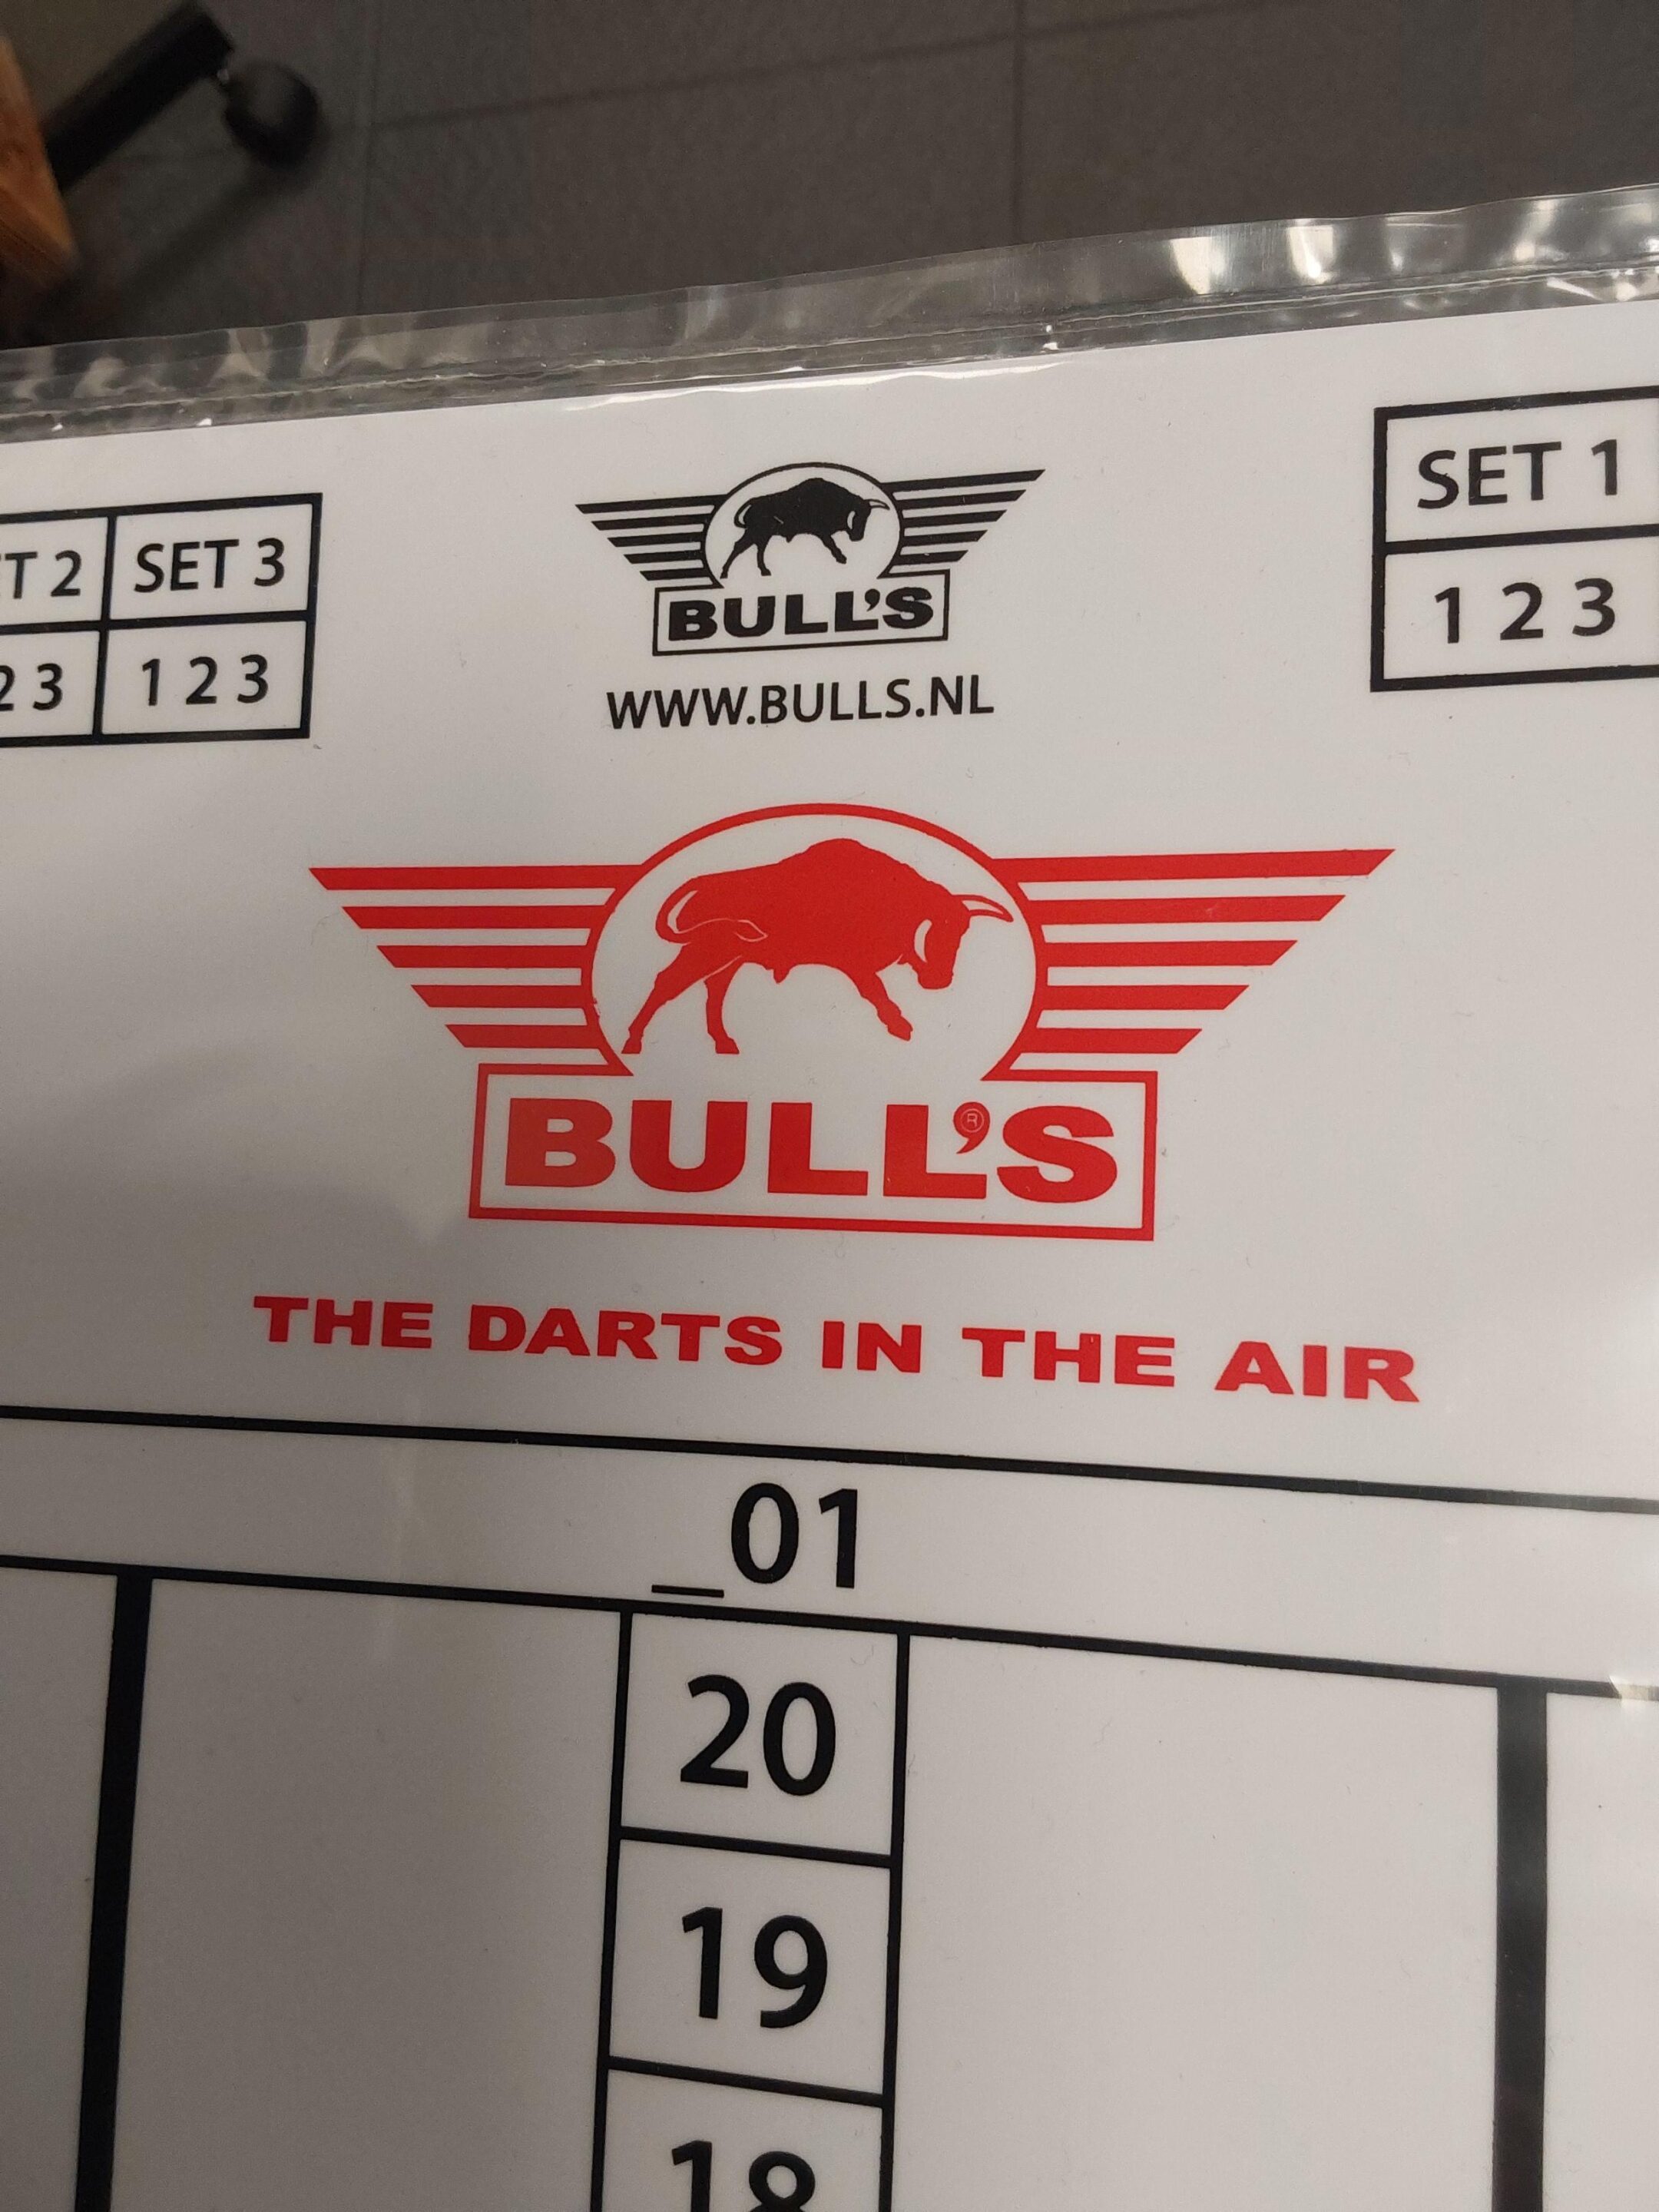 SET 1
T 2 SET 3
BULL'S
1 2 3
2 3 1 2 3
WWW.BULLS.NL
BULL'S
®
THE DARTS IN THE AIR
_01
20
19
18